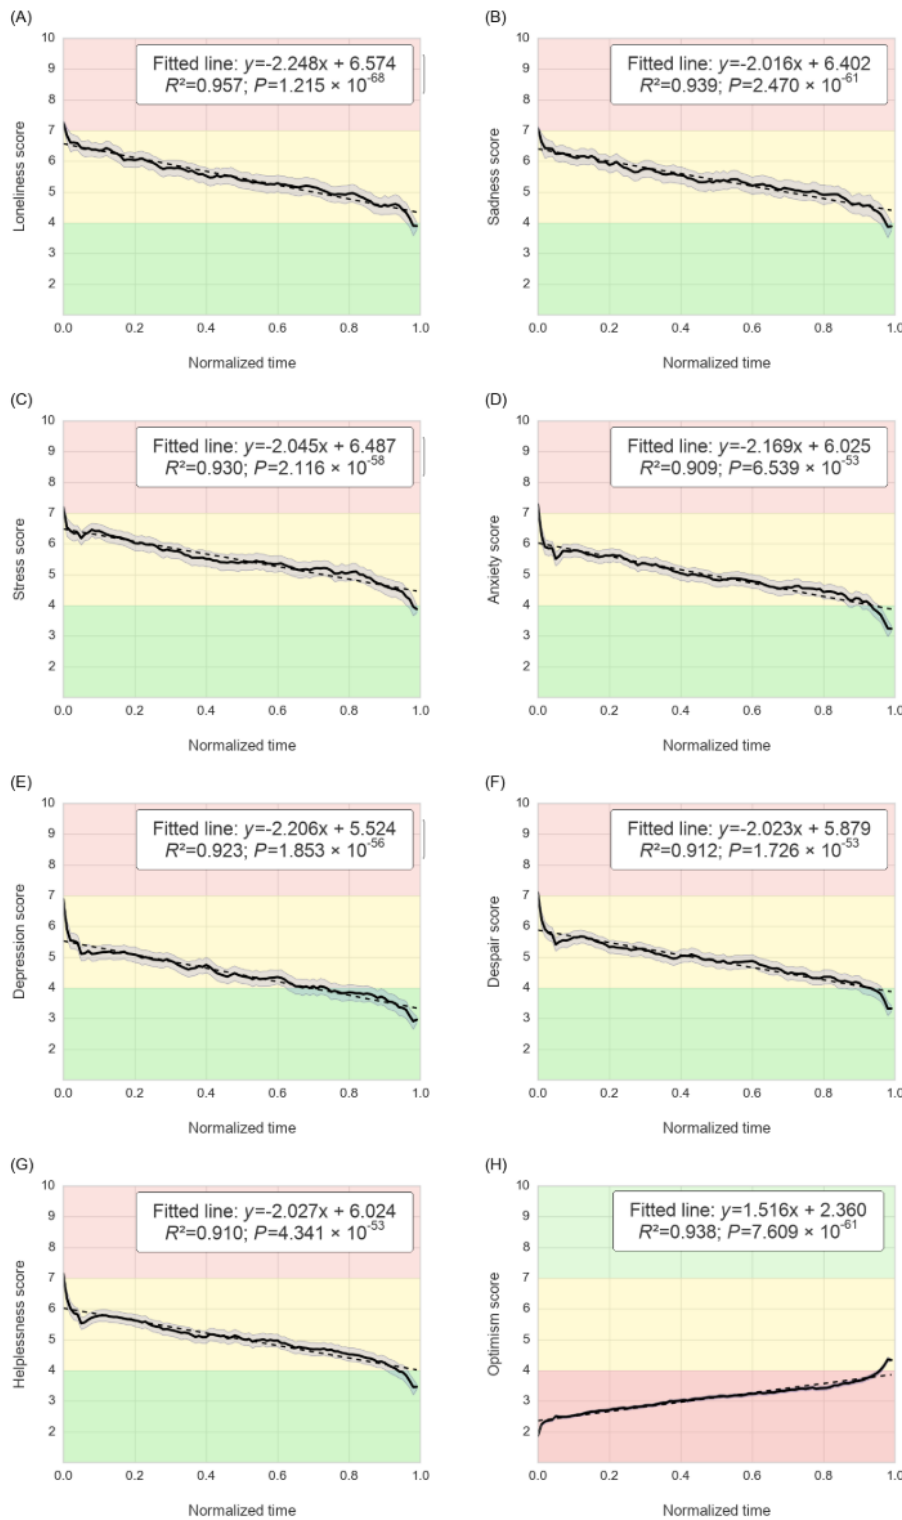 (A)
Fitted line: y=-2.248x + 6.574
R²=0.957; P=1.215 × 10⁻⁶⁸
10
9
8
7
6
5
4
3
2
Loneliness score
0.0 0.2 0.4 0.6 0.8 1.0
Normalized time
(B)
Fitted line: y=-2.016x + 6.402
R²=0.939; P=2.470 × 10⁻⁶¹
10
9
8
7
6
5
4
3
2
Sadness score
0.0 0.2 0.4 0.6 0.8 1.0
Normalized time
(C)
Fitted line: y=-2.045x + 6.487
R²=0.930; P=2.116 × 10⁻⁵⁸
10
9
8
7
6
5
4
3
2
Stress score
0.0 0.2 0.4 0.6 0.8 1.0
Normalized time
(D)
Fitted line: y=-2.169x + 6.025
R²=0.909; P=6.539 × 10⁻⁵³
10
9
8
7
6
5
4
3
2
Anxiety score
0.0 0.2 0.4 0.6 0.8 1.0
Normalized time
(E)
Fitted line: y=-2.206x + 5.524
R²=0.923; P=1.853 × 10⁻⁵⁶
10
9
8
7
6
5
4
3
2
Depression score
0.0 0.2 0.4 0.6 0.8 1.0
Normalized time
(F)
Fitted line: y=-2.023x + 5.879
R²=0.912; P=1.726 × 10⁻⁵³
10
9
8
7
6
5
4
3
2
Despair score
0.0 0.2 0.4 0.6 0.8 1.0
Normalized time
(G)
Fitted line: y=-2.027x + 6.024
R²=0.910; P=4.341 × 10⁻⁵³
10
9
8
7
6
5
4
3
2
Helplessness score
0.0 0.2 0.4 0.6 0.8 1.0
Normalized time
(H)
Fitted line: y=1.516x + 2.360
R²=0.938; P=7.609 × 10⁻⁶¹
10
9
8
7
6
5
4
3
2
Optimism score
0.0 0.2 0.4 0.6 0.8 1.0
Normalized time